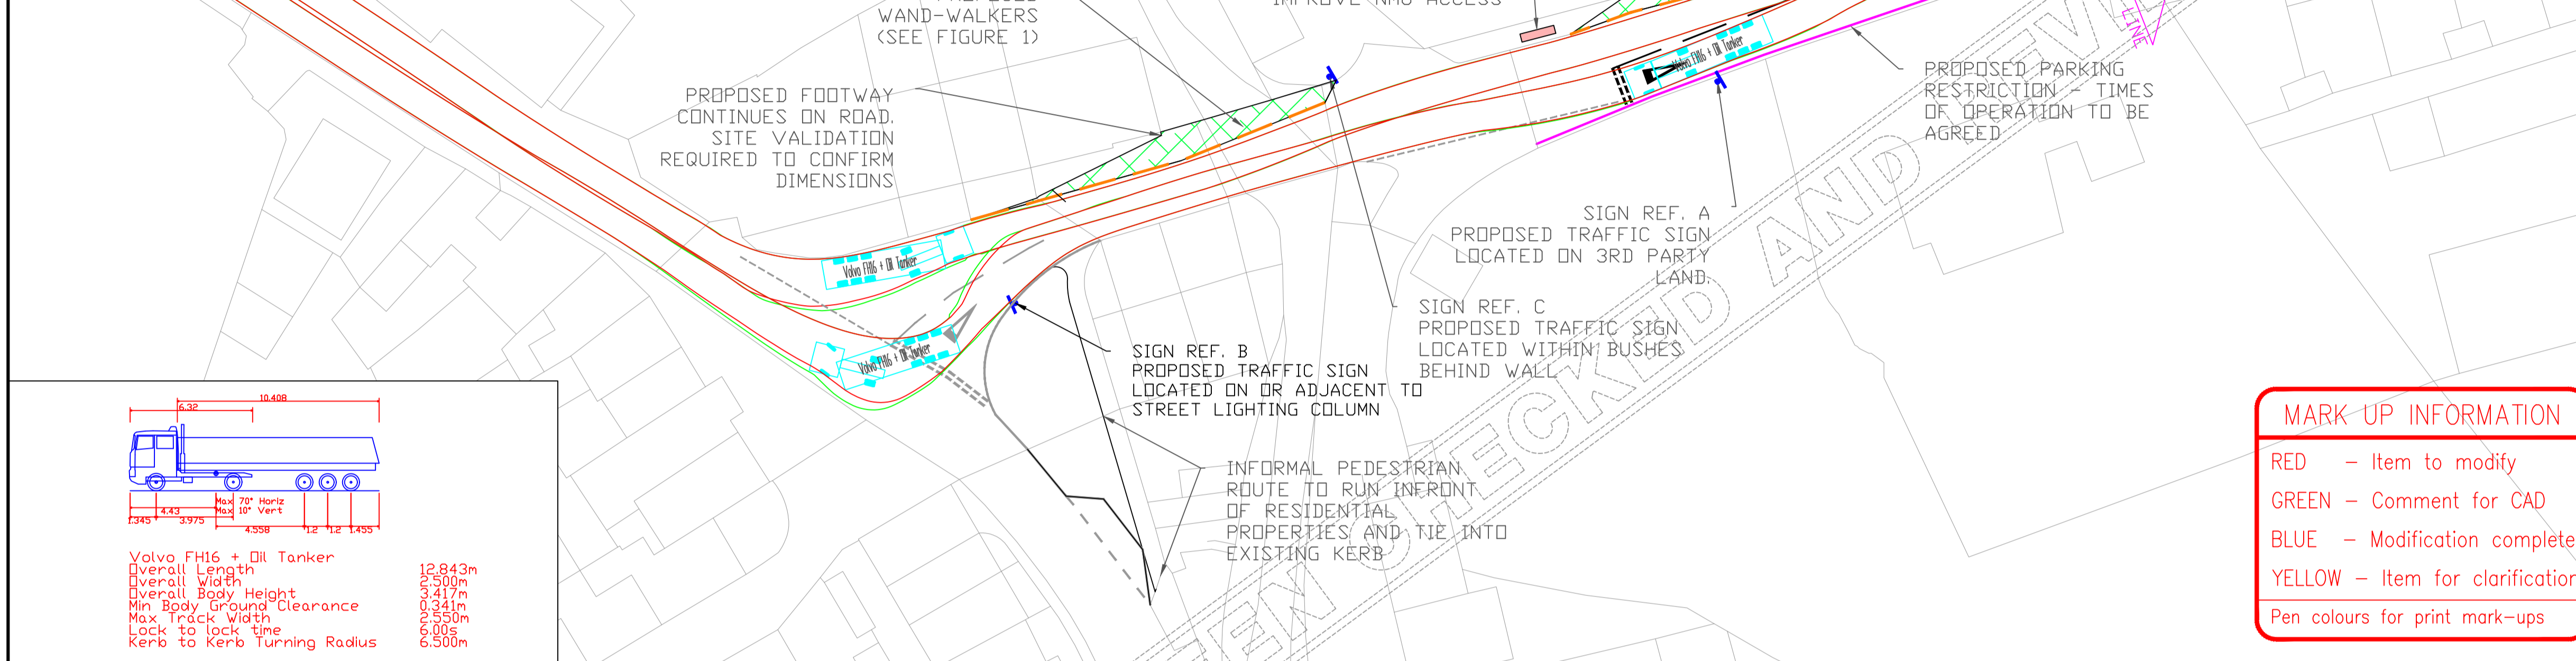 WAND-WALKERS
(SEE FIGURE 1)
PROPOSED FOOTWAY
CONTINUES ON ROAD.
SITE VALIDATION
REQUIRED TO CONFIRM
DIMENSIONS
IMPROVE NMU ACCESS
LINE
PROPOSED PARKING
RESTRICTION - TIMES
OF OPERATION TO BE
AGREED
Volvo FH16 + Oil Tanker
SIGN REF. A
PROPOSED TRAFFIC SIGN
LOCATED ON 3RD PARTY
LAND.
SIGN REF. C
PROPOSED TRAFFIC SIGN
LOCATED WITHIN BUSHES
BEHIND WALL
Volvo FH16 + Oil Tanker
Volvo FH16 + Oil Tanker
SIGN REF. B
PROPOSED TRAFFIC SIGN
LOCATED ON OR ADJACENT TO
STREET LIGHTING COLUMN
INFORMAL PEDESTRIAN
ROUTE TO RUN INFRONT
OF RESIDENTIAL
PROPERTIES AND TIE INTO
EXISTING KERB
CHECKED AND
10.408
6.32
Max 70° Horiz
Max 10° Vert
4.43
1.345
3.975
4.558
1.2
1.2
1.455
Volvo FH16 + Oil Tanker
Overall Length 12.843m
Overall Width 2.500m
Overall Body Height 3.417m
Min Body Ground Clearance 0.341m
Max Track Width 2.550m
Lock to lock time 6.00s
Kerb to Kerb Turning Radius 6.500m
MARK UP INFORMATION
RED - Item to modify
GREEN - Comment for CAD
BLUE - Modification complete
YELLOW - Item for clarification
Pen colours for print mark-ups